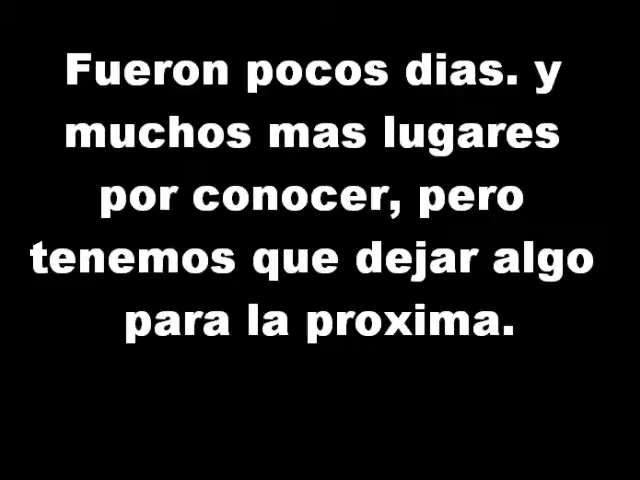 Fueron pocos dias. y
muchos mas lugares
por conocer, pero
tenemos que dejar algo
para la proxima.